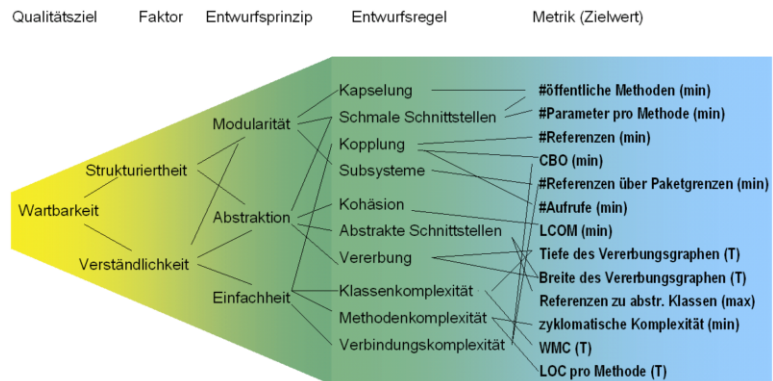 Qualitätsziel Faktor Entwurfsprinzip Entwurfsregel Metrik (Zielwert)
Wartbarkeit
Strukturiertheit
Verständlichkeit
Modularität
Abstraktion
Einfachheit
Kapselung
Schmale Schnittstellen
Kopplung
Subsysteme
Kohäsion
Abstrakte Schnittstellen
Vererbung
Klassenkomplexität
Methodenkomplexität
Verbindungskomplexität
#öffentliche Methoden (min)
#Parameter pro Methode (min)
#Referenzen (min)
CBO (min)
#Referenzen über Paketgrenzen (min)
#Aufrufe (min)
LCOM (min)
Tiefe des Vererbungsgraphen (T)
Breite des Vererbungsgraphen (T)
Referenzen zu abstr. Klassen (max)
zyklomatische Komplexität (min)
WMC (T)
LOC pro Methode (T)